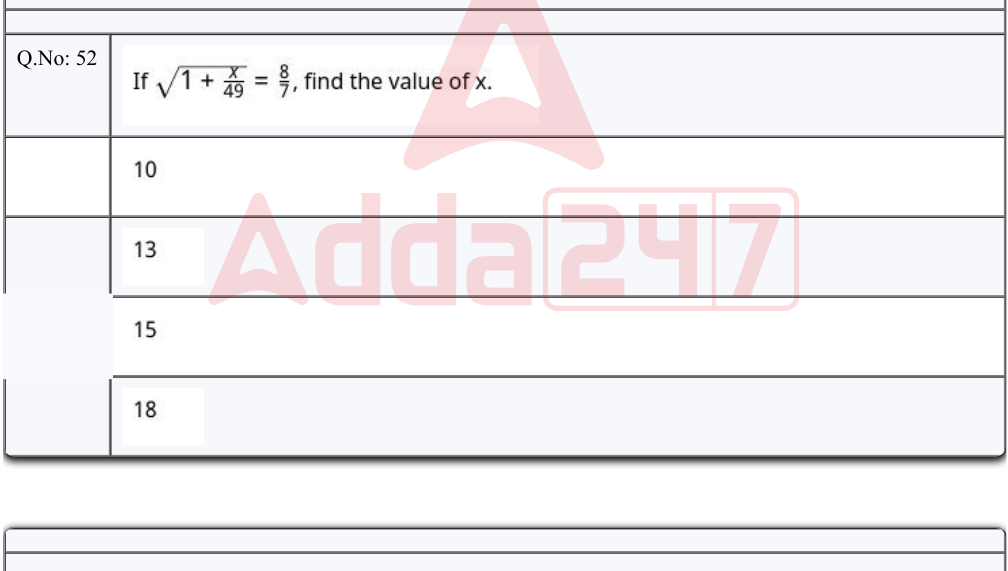 Q.No: 52
If √1 + x/49 = 8/7, find the value of x.
10
13
15
18
Adda247